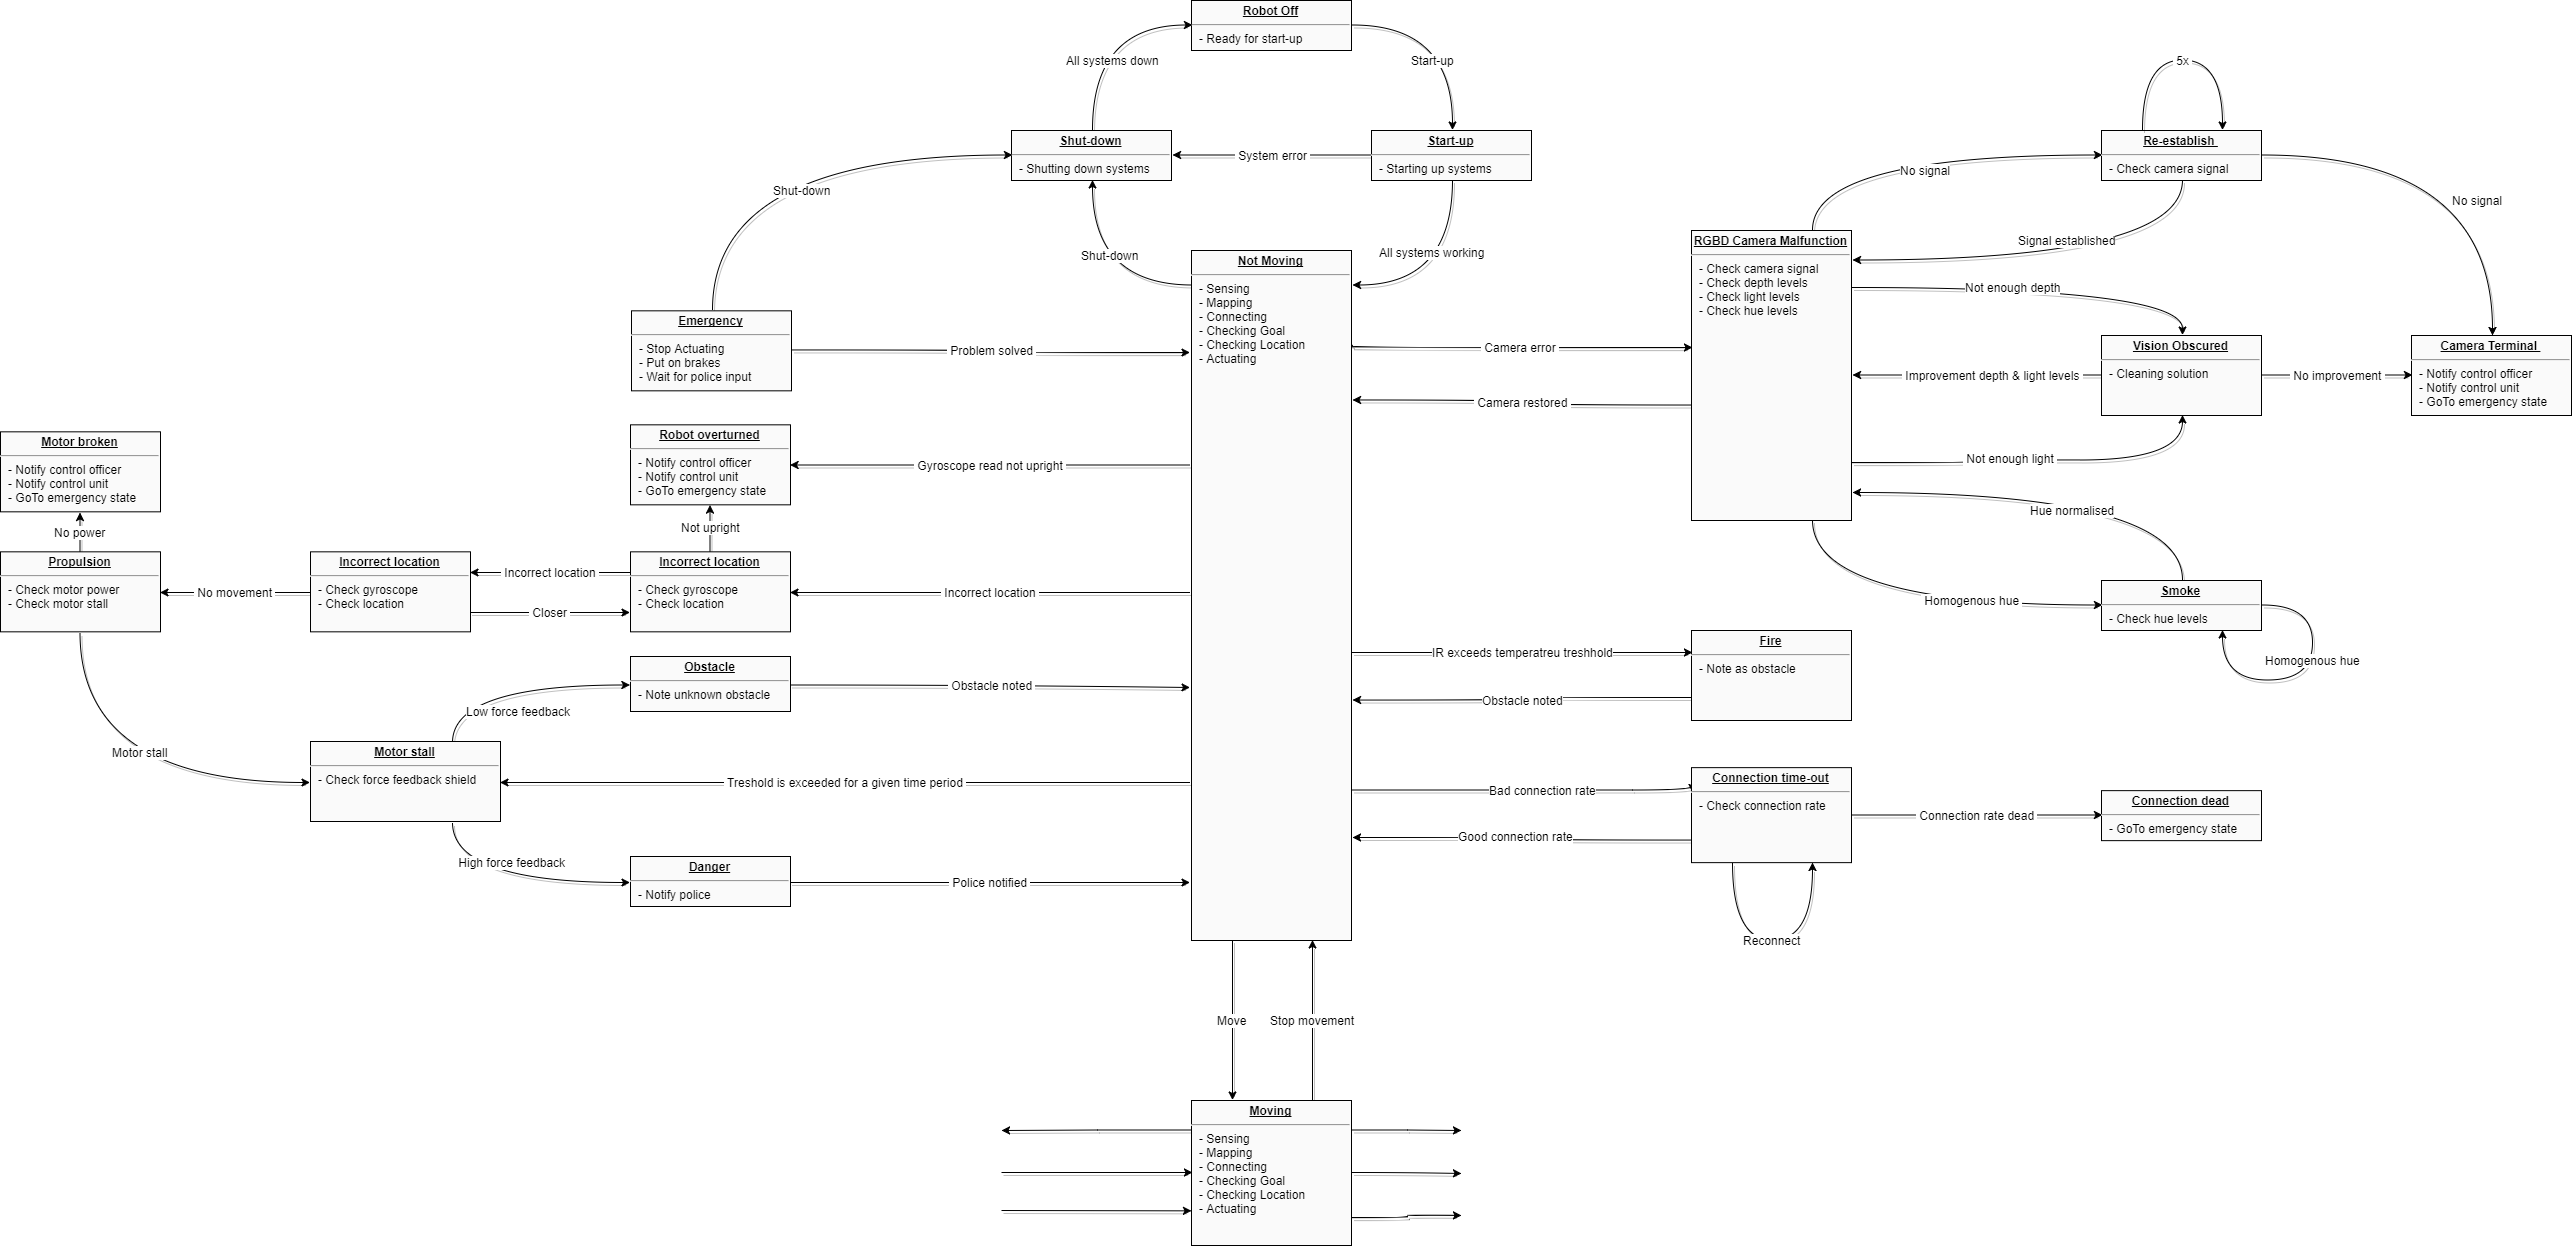 Robot Off
- Ready for start-up
All systems down
Start-up
5x
Shut-down
- Shutting down systems
System error
Start-up
- Starting up systems
Re-establish
- Check camera signal
No signal
Shut-down
No signal
Signal established
Shut-down
All systems working
RGBD Camera Malfunction
- Check camera signal
- Check depth levels
- Check light levels
- Check hue levels
Not Moving
- Sensing
- Mapping
- Connecting
- Checking Goal
- Checking Location
- Actuating
Not enough depth
Emergency
- Stop Actuating
- Put on brakes
- Wait for police input
Problem solved
Camera error
Camera restored
Vision Obscured
- Cleaning solution
Improvement depth & light levels
No improvement
Camera Terminal
- Notify control officer
- Notify control unit
- GoTo emergency state
Motor broken
- Notify control officer
- Notify control unit
- GoTo emergency state
Robot overturned
- Notify control officer
- Notify control unit
- GoTo emergency state
Gyroscope read not upright
Not enough light
Hue normalised
No power
Not upright
Propulsion
- Check motor power
- Check motor stall
No movement
Incorrect location
- Check gyroscope
- Check location
Incorrect location
Closer
Incorrect location
- Check gyroscope
- Check location
Incorrect location
Homogenous hue
Smoke
- Check hue levels
Homogenous hue
IR exceeds temperatreu treshhold
Fire
- Note as obstacle
Obstacle noted
Obstacle
- Note unknown obstacle
Obstacle noted
Low force feedback
Motor stall
Motor stall
- Check force feedback shield
Treshold is exceeded for a given time period
Bad connection rate
Good connection rate
Connection time-out
- Check connection rate
Connection rate dead
Connection dead
- GoTo emergency state
High force feedback
Danger
- Notify police
Police notified
Reconnect
Move
Stop movement
Moving
- Sensing
- Mapping
- Connecting
- Checking Goal
- Checking Location
- Actuating